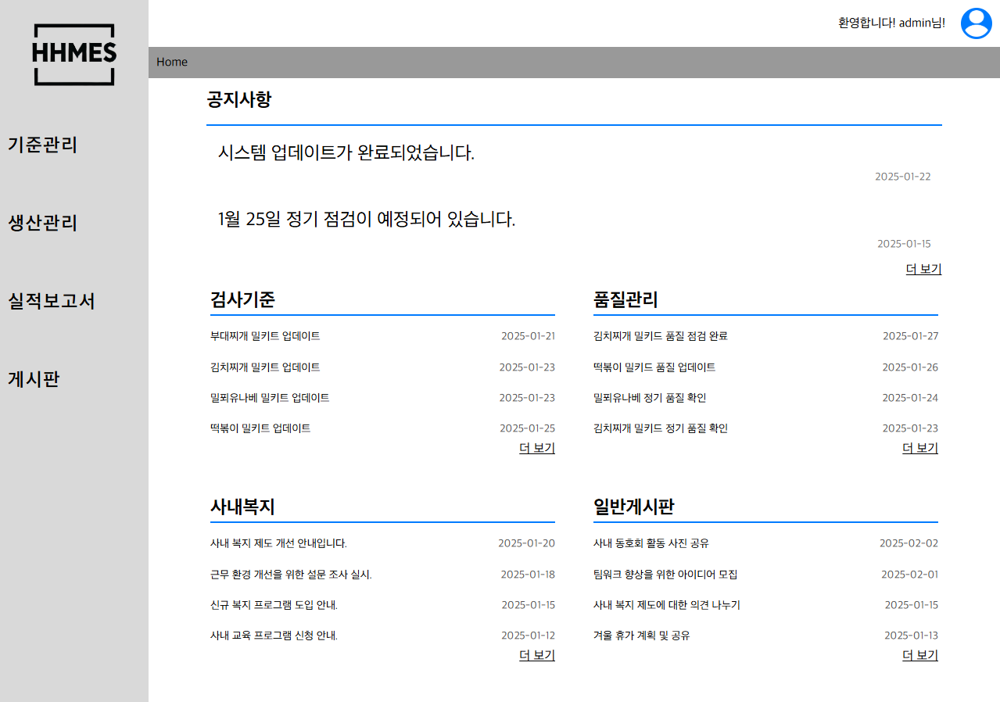 HHMES
기준관리
생산관리
실적보고서
게시판
환영합니다! admin님!
Home
공지사항
시스템 업데이트가 완료되었습니다.
2025-01-22
1월 25일 정기 점검이 예정되어 있습니다.
2025-01-15
더 보기
검사기준
부대찌개 밀키트 업데이트 2025-01-21
김치찌개 밀키트 업데이트 2025-01-23
밀푀유나베 밀키트 업데이트 2025-01-23
떡볶이 밀키트 업데이트 2025-01-25
더 보기
품질관리
김치찌개 밀키드 품질 점검 완료 2025-01-27
떡볶이 밀키드 품질 업데이트 2025-01-26
밀푀유나베 정기 품질 확인 2025-01-24
김치찌개 밀키드 정기 품질 확인 2025-01-23
더 보기
사내복지
사내 복지 제도 개선 안내입니다. 2025-01-20
근무 환경 개선을 위한 설문 조사 실시. 2025-01-18
신규 복지 프로그램 도입 안내. 2025-01-15
사내 교육 프로그램 신청 안내. 2025-01-12
더 보기
일반게시판
사내 동호회 활동 사진 공유 2025-02-02
팀워크 향상을 위한 아이디어 모집 2025-02-01
사내 복지 제도에 대한 의견 나누기 2025-01-15
겨울 휴가 계획 및 공유 2025-01-13
더 보기